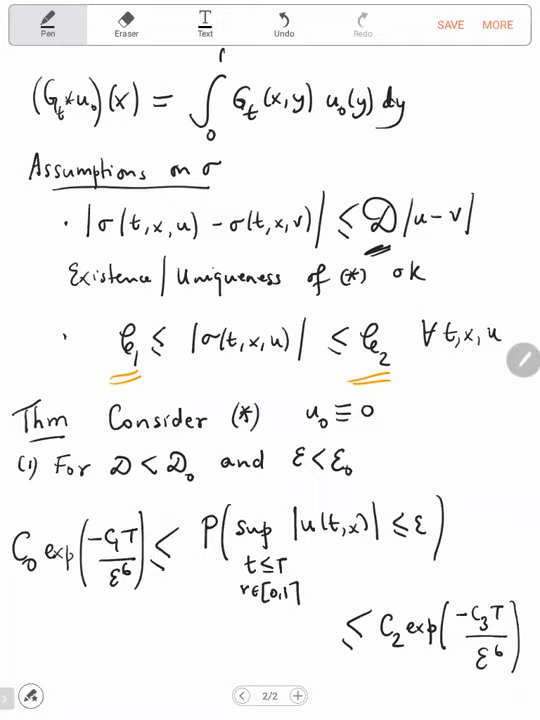 Pen Eraser Text Undo Redo SAVE MORE
(G_t * u_0)(x) = ∫_0^1 G_t(x,y) u_0(y) dy
Assumptions on σ
· |σ(t,x,u) - σ(t,x,v)| ≤ 𝒟 |u-v|
Existence / Uniqueness of (*) ok
· 𝒞_1 ≤ |σ(t,x,u)| ≤ 𝒞_2 ∀ t,x,u
Thm Consider (*) u_0 ≡ 0
(1) For 𝒟 < 𝒟_0 and ε < ε_0
C_0 exp(-C_1 T / ε^6) ≤ P( sup |u(t,x)| ≤ ε )
t ≤ T
x ∈ [0,1]
≤ C_2 exp(-C_3 T / ε^6)
2/2